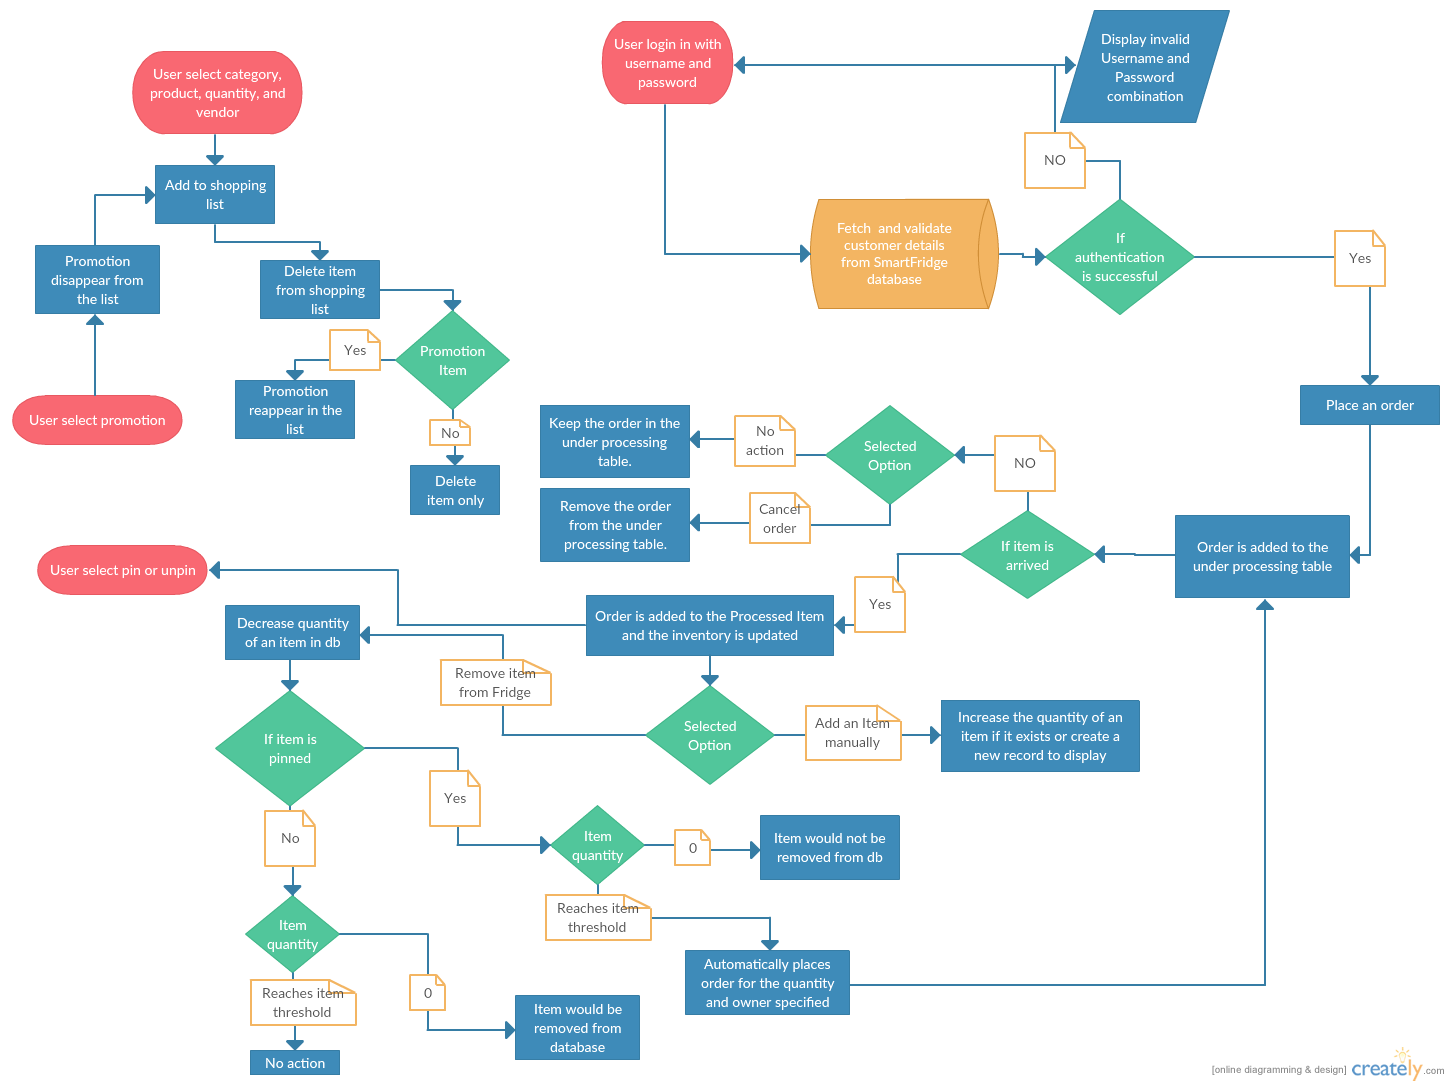 User login in with
username and
password
Display invalid
Username and
Password
combination
User select category,
product, quantity, and
vendor
NO
Add to shopping
list
Fetch  and validate
customer details
from SmartFridge
database
If
authentication
is successful
Yes
Promotion
disappear from
the list
Delete item
from shopping
list
Yes
Promotion
Item
Promotion
reappear in the
list
User select promotion
No
Delete
item only
Place an order
Keep the order in the
under processing
table.
No
action
Selected
Option
NO
Remove the order
from the under
processing table.
Cancel
order
If item is
arrived
Order is added to the
under processing table
User select pin or unpin
Yes
Order is added to the Processed Item
and the inventory is updated
Decrease quantity
of an item in db
Remove item
from Fridge
Selected
Option
Add an Item
manually
Increase the quantity of an
item if it exists or create a
new record to display
If item is
pinned
Yes
No
Item
quantity
0
Item would not be
removed from db
Reaches item
threshold
Item
quantity
Automatically places
order for the quantity
and owner specified
Reaches item
threshold
0
Item would be
removed from
database
No action
[online diagramming & design] creately.com